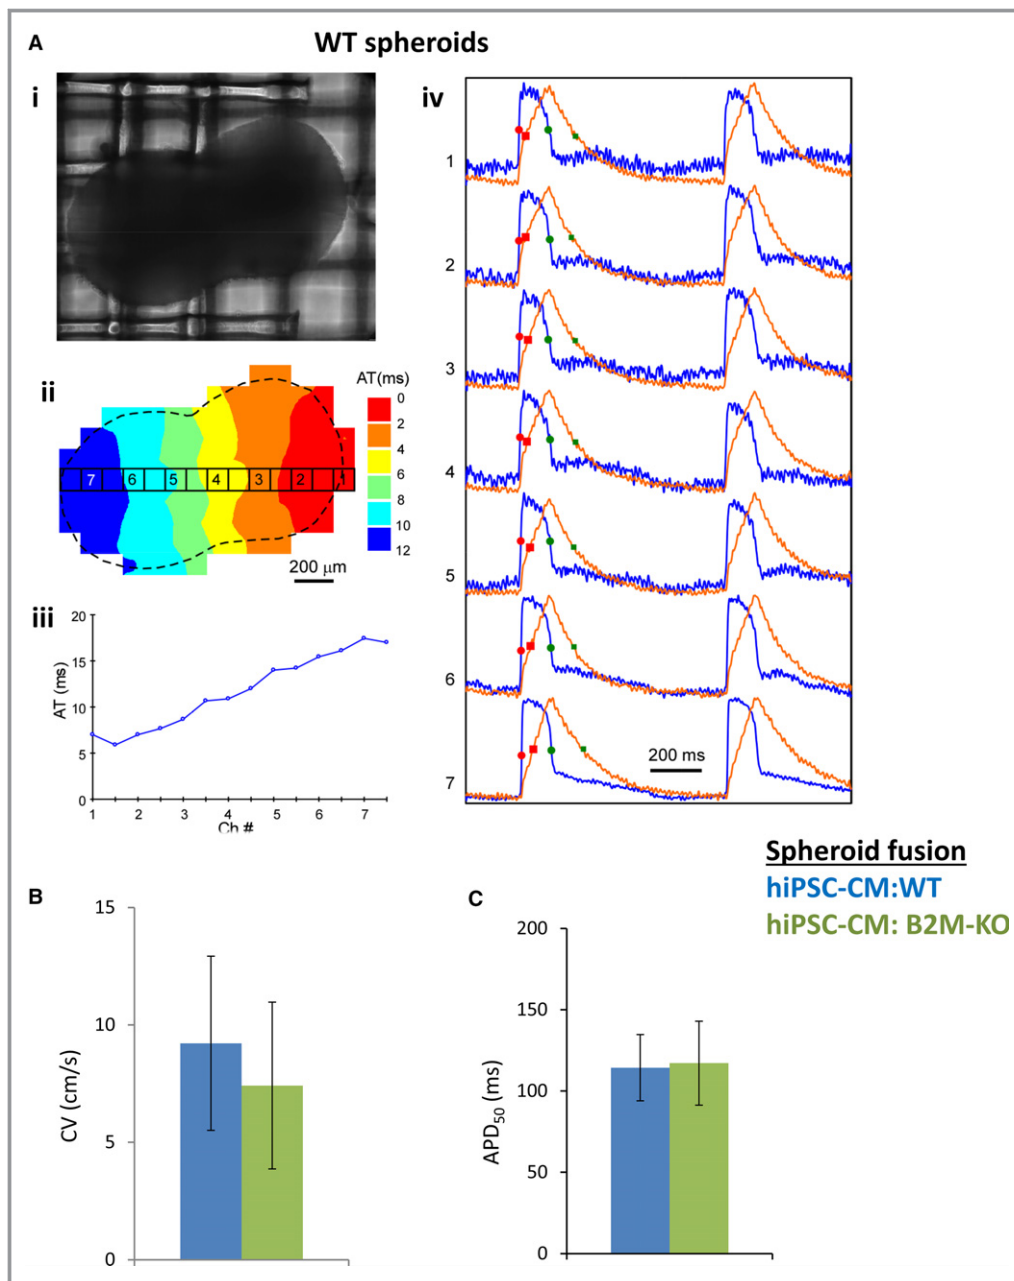 A
WT spheroids
i
iv
1
2
3
4
5
6
7
200 ms
ii
AT(ms)
0
2
4
6
8
10
12
7 6 5 4 3 2 1
200 µm
iii
AT (ms)
20
15
10
5
0
1 2 3 4 5 6 7
Ch #
Spheroid fusion
hiPSC-CM:WT
hiPSC-CM: B2M-KO
B
CV (cm/s)
15
10
5
0
C
APD50 (ms)
200
150
100
50
0